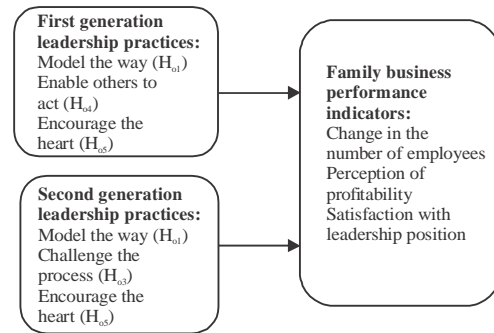 First generation
leadership practices:
Model the way (Ho1)
Enable others to
act (Ho4)
Encourage the
heart (Ho5)
Second generation
leadership practices:
Model the way (Ho1)
Challenge the
process (Ho3)
Encourage the
heart (Ho5)
Family business
performance
indicators:
Change in the
number of employees
Perception of
profitability
Satisfaction with
leadership position